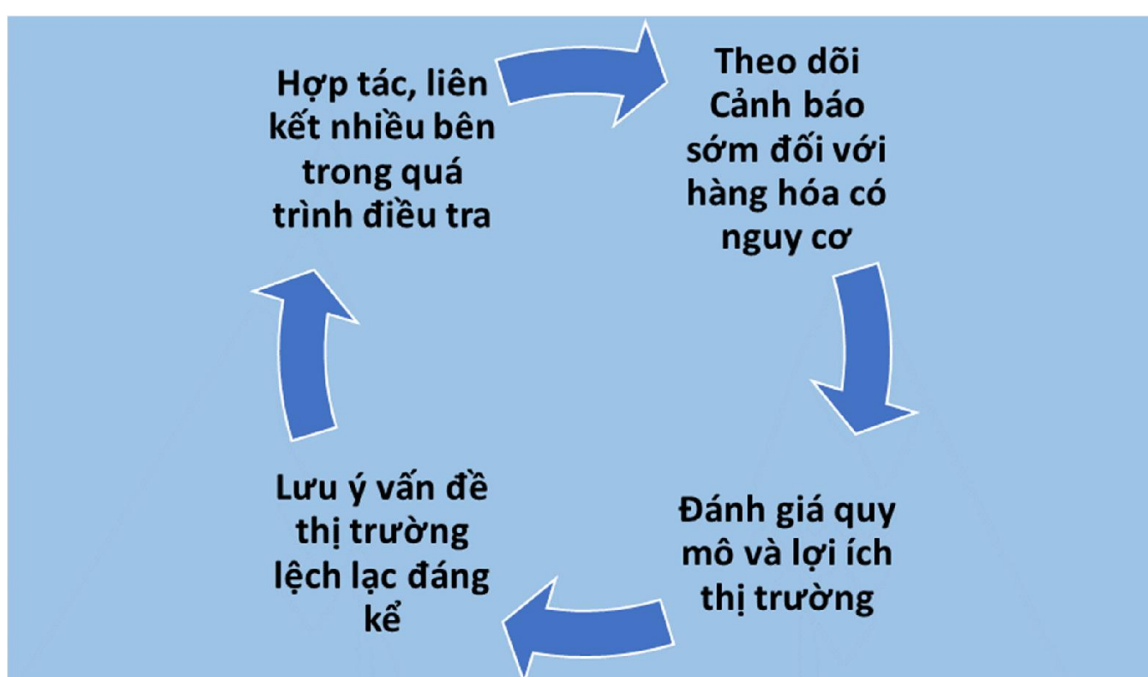 Hợp tác, liên
kết nhiều bên
trong quá
trình điều tra
Theo dõi
Cảnh báo
sớm đối với
hàng hóa có
nguy cơ
Đánh giá quy
mô và lợi ích
thị trường
Lưu ý vấn đề
thị trường
lệch lạc đáng
kể